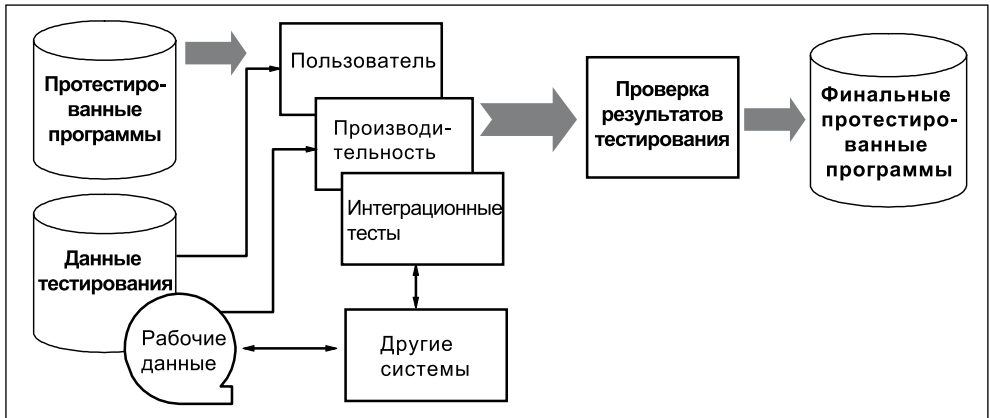 Протестиро-
ванные
программы
Пользователь
Производи-
тельность
Интеграционные
тесты
Проверка
результатов
тестирования
Финальные
протестиро-
ванные
программы
Данные
тестирования
Рабочие
данные
Другие
системы